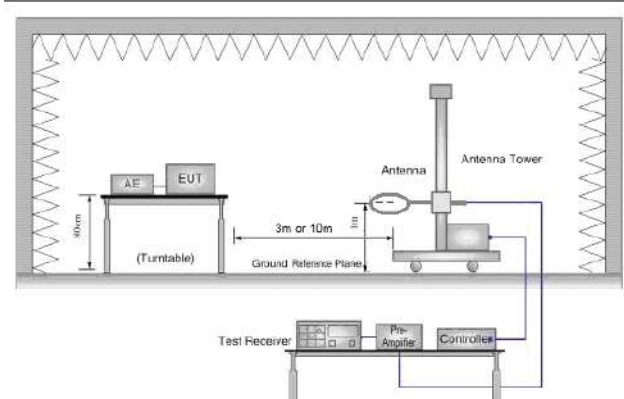 Antenna Tower
Antenna
AE
EUT
80cm
1m
3m or 10m
(Turntable)
Ground Reference Plane
Test Receiver
Pre-
Amplifier
Controller